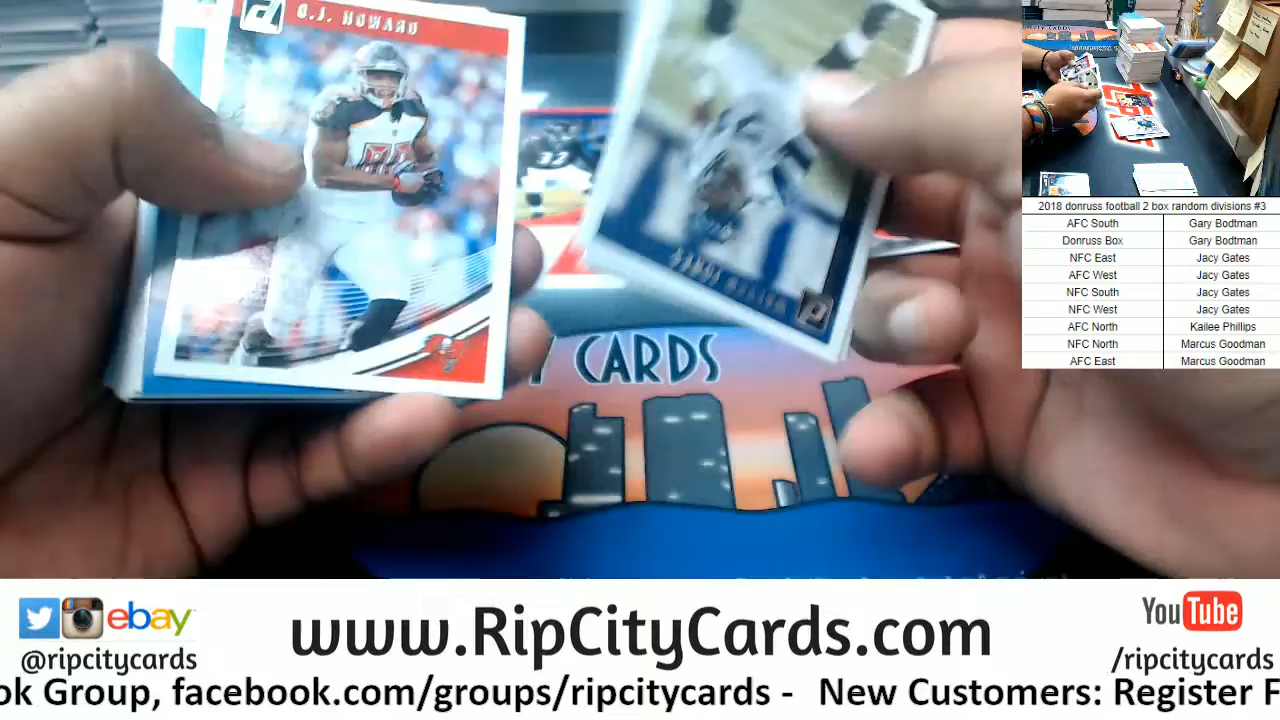 O.J. HOWARD
CARDS
2018 donruss football 2 box random divisions #3
AFC South Gary Bodtman
Donruss Box Gary Bodtman
NFC East Jacy Gates
AFC West Jacy Gates
NFC South Jacy Gates
NFC West Jacy Gates
AFC North Kailee Phillips
NFC North Marcus Goodman
AFC East Marcus Goodman
ebay
@ripcitycards
www.RipCityCards.com
YouTube
/ripcitycards
ok Group, facebook.com/groups/ripcitycards - New Customers: Register F